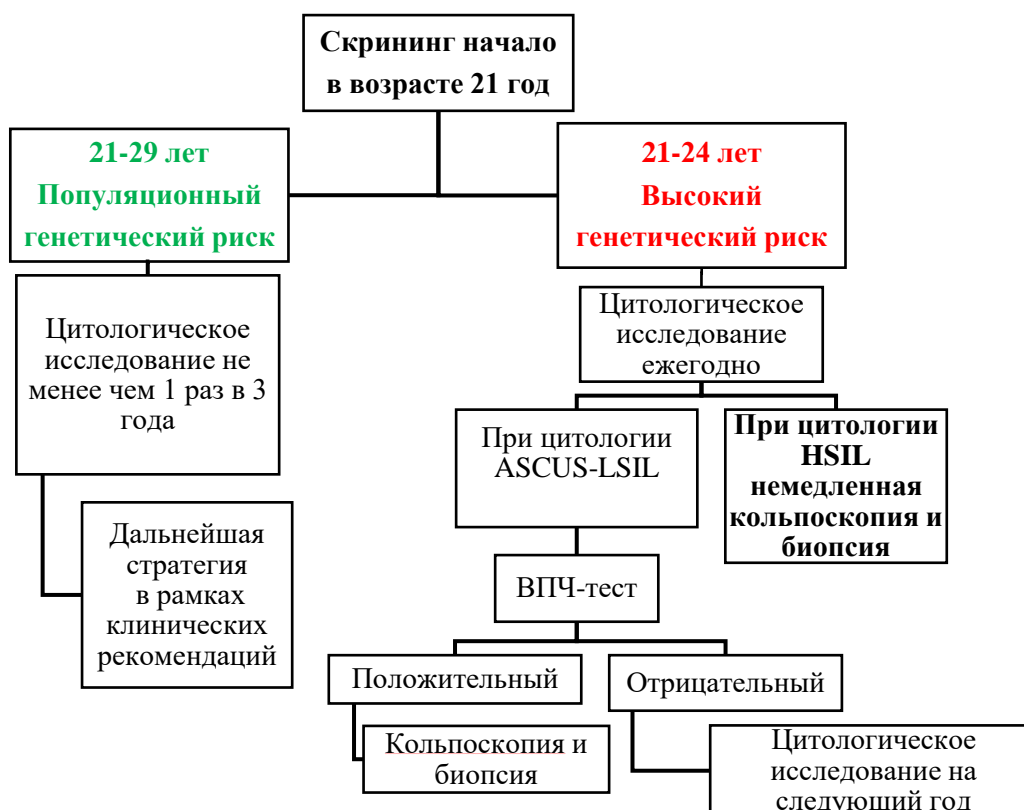 Скрининг начало
в возрасте 21 год
21-29 лет
Популяционный
генетический риск
21-24 лет
Высокий
генетический риск
Цитологическое
исследование не
менее чем 1 раз в 3
года
Дальнейшая
стратегия
в рамках
клинических
рекомендаций
Цитологическое
исследование
ежегодно
При цитологии
ASCUS-LSIL
При цитологии
HSIL
немедленная
кольпоскопия и
биопсия
ВПЧ-тест
Положительный
Отрицательный
Кольпоскопия и
биопсия
Цитологическое
исследование на
следующий год